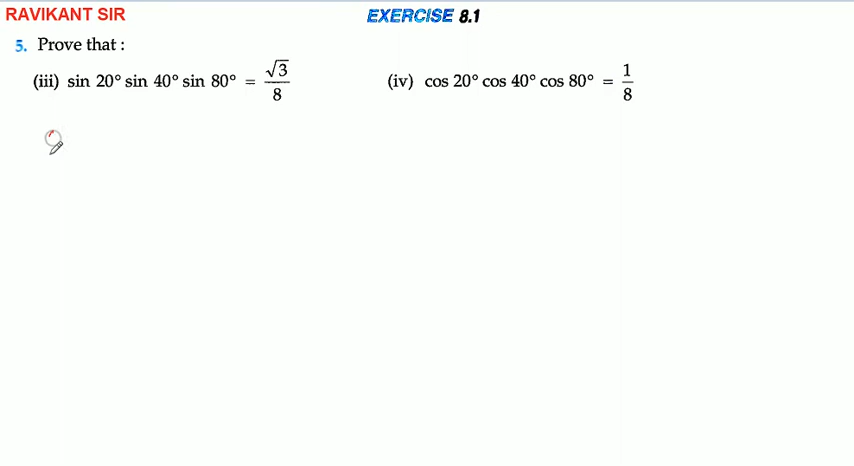 RAVIKANT SIR
EXERCISE 8.1
5. Prove that :
(iii) sin 20° sin 40° sin 80° = √3/8
(iv) cos 20° cos 40° cos 80° = 1/8